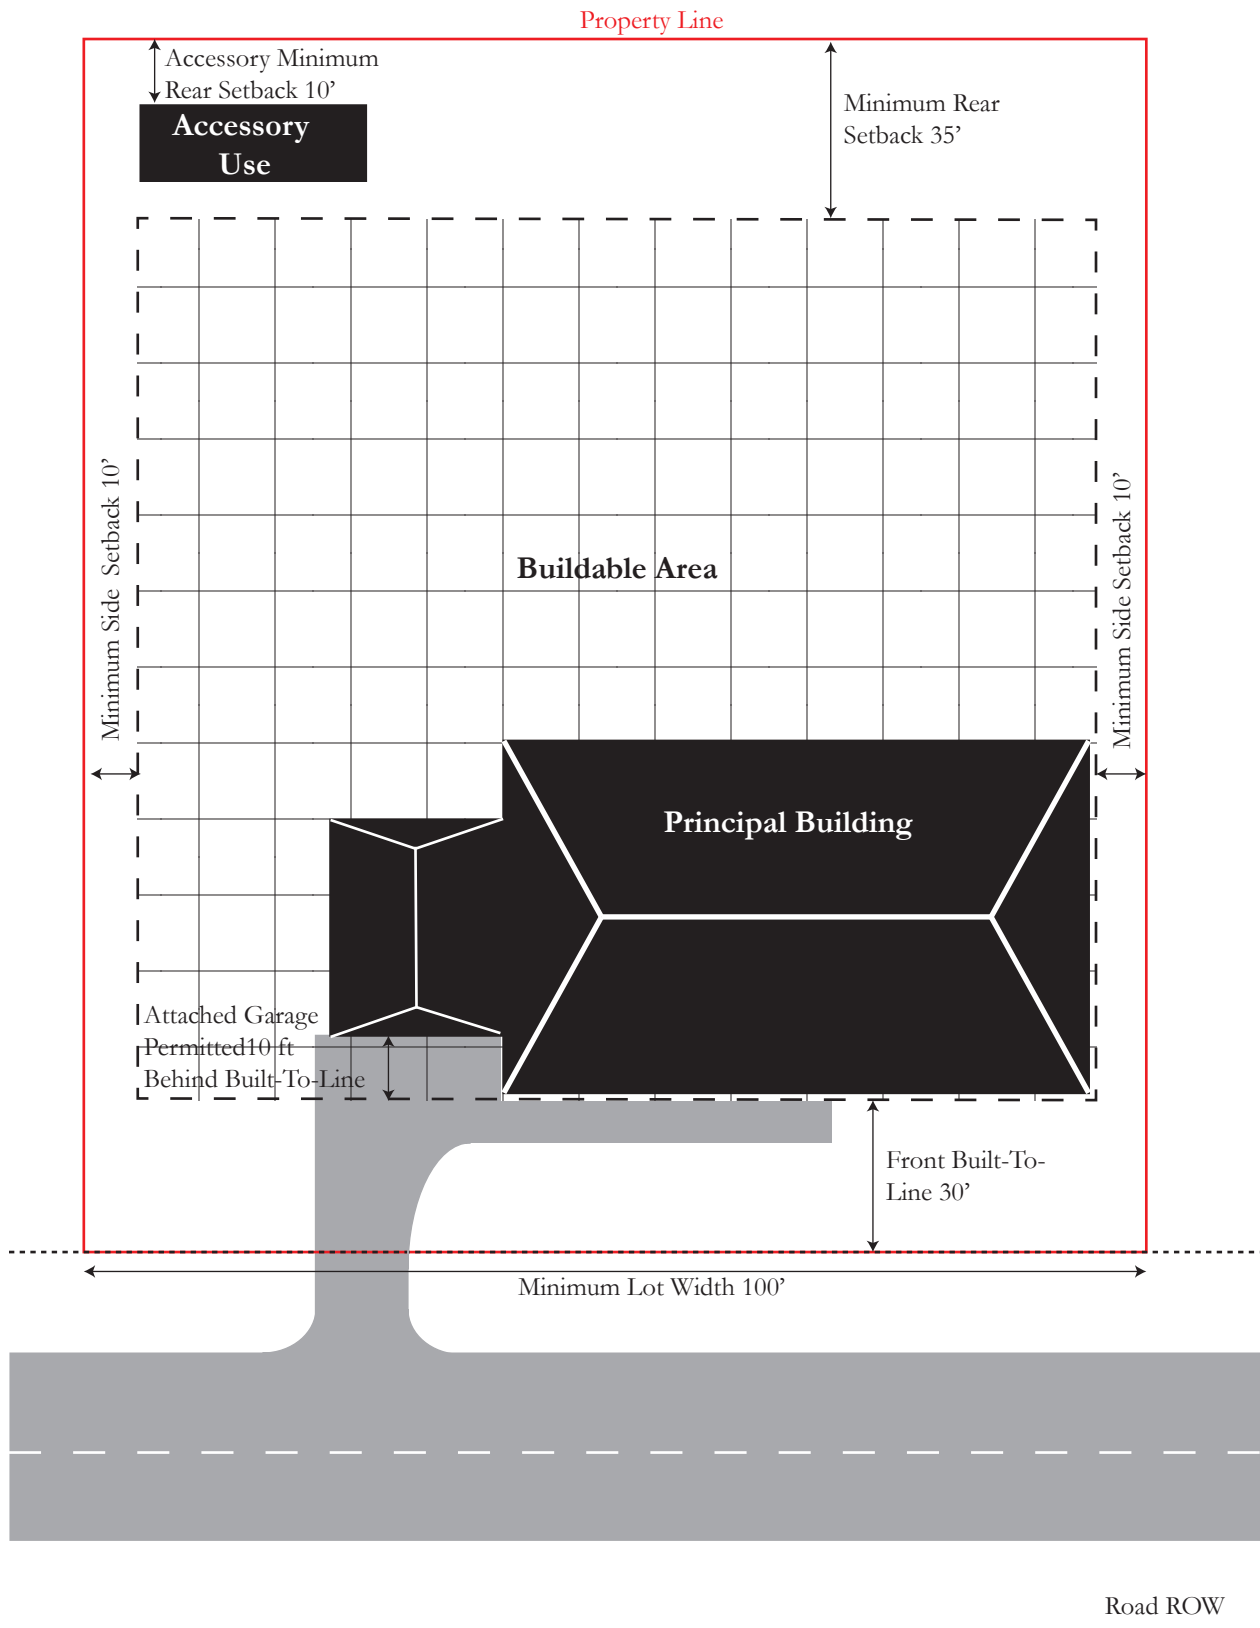 Property Line
Accessory Minimum
Rear Setback 10’
Accessory
Use
Minimum Rear
Setback 35’
Minimum Side  Setback 10’
Minimum Side Setback 10’
Buildable Area
Principal Building
Attached Garage
Permitted10 ft
Behind Built-To-Line
Front Built-To-
Line 30’
Minimum Lot Width 100’
Road ROW